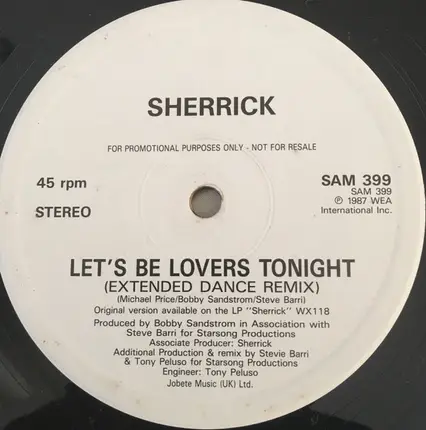 SHERRICK
FOR PROMOTIONAL PURPOSES ONLY - NOT FOR RESALE
45 rpm
STEREO
SAM 399
SAM 399
℗ 1987 WEA
International Inc.
LET'S BE LOVERS TONIGHT
(EXTENDED DANCE REMIX)
(Michael Price/Bobby Sandstrom/Steve Barri)
Original version available on the LP "Sherrick" WX118
Produced by Bobby Sandstrom in Association with
Steve Barri for Starsong Productions
Associate Producer: Sherrick
Additional Production & remix by Stevie Barri
& Tony Peluso for Starsong Productions
Engineer: Tony Peluso
Jobete Music (UK) Ltd.